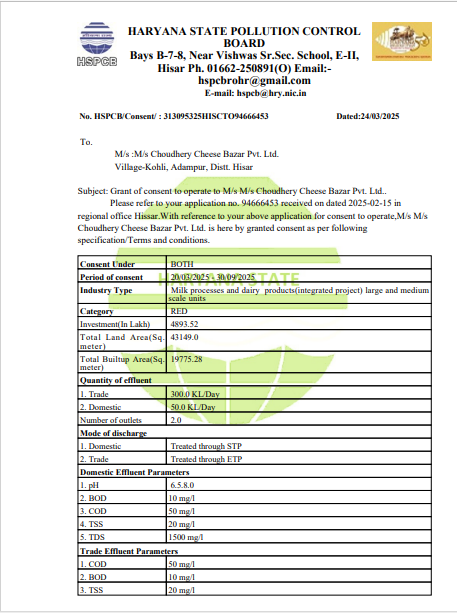 HARYANA STATE POLLUTION CONTROL
BOARD
Bays B-7-8, Near Vishwas Sr.Sec. School, E-II,
Hisar Ph. 01662-250891(O) Email:-
hspcbrohr@gmail.com
E-mail: hspcb@hry.nic.in
HSPCB
No. HSPCB/Consent/ : 313095325HISCTO94666453 Dated:24/03/2025
To.
M/s :M/s Choudhery Cheese Bazar Pvt. Ltd.
Village-Kohli, Adampur, Distt. Hisar
Subject: Grant of consent to operate to M/s M/s Choudhery Cheese Bazar Pvt. Ltd..
Please refer to your application no. 94666453 received on dated 2025-02-15 in
regional office Hissar.With reference to your above application for consent to operate,M/s M/s
Choudhery Cheese Bazar Pvt. Ltd. is here by granted consent as per following
specification/Terms and conditions.
HARYANA STATE
Consent Under BOTH
Period of consent 20/03/2025 - 30/09/2025
Industry Type Milk processes and dairy products(integrated project) large and medium
scale units
Category RED
Investment(In Lakh) 4893.52
Total Land Area(Sq. 43149.0
meter)
Total Builtup Area(Sq. 19775.28
meter)
Quantity of effluent
1. Trade 300.0 KL/Day
2. Domestic 50.0 KL/Day
Number of outlets 2.0
Mode of discharge
1. Domestic Treated through STP
2. Trade Treated through ETP
Domestic Effluent Parameters
1. pH 6.5.8.0
2. BOD 10 mg/l
3. COD 50 mg/l
4. TSS 20 mg/l
5. TDS 1500 mg/l
Trade Effluent Parameters
1. COD 50 mg/l
2. BOD 10 mg/l
3. TSS 20 mg/l